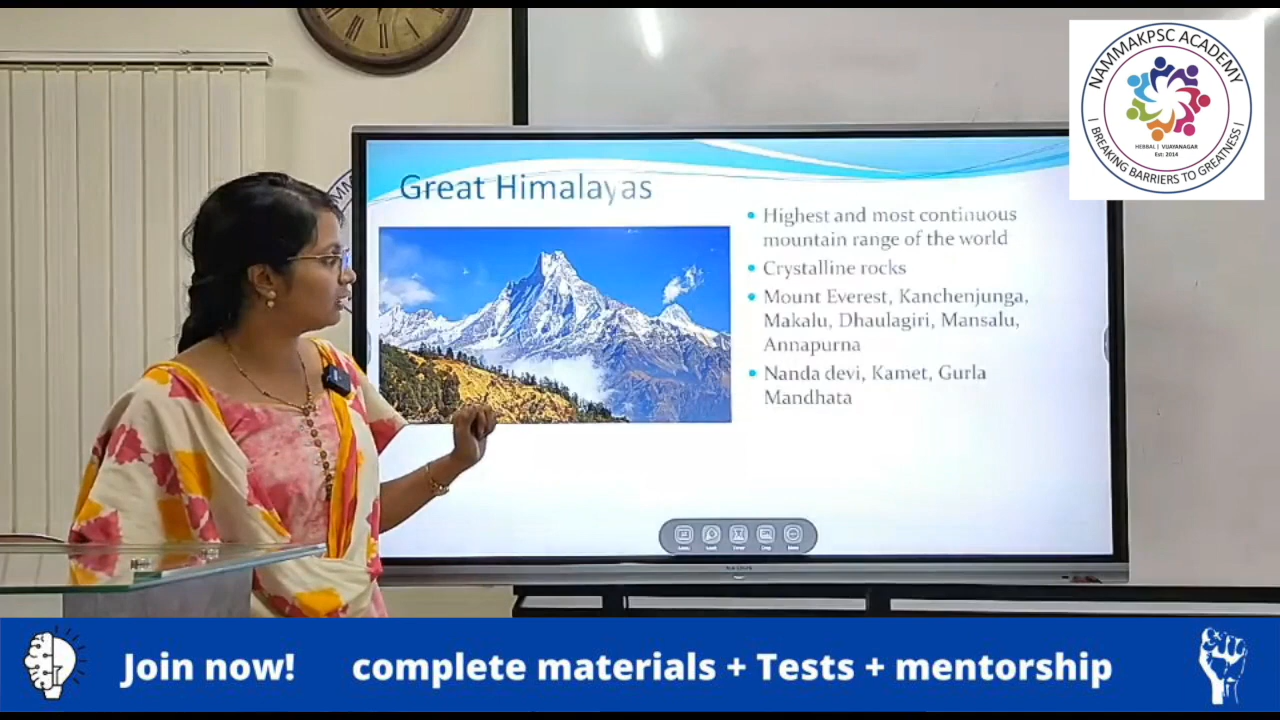 NAMMAKPSC ACADEMY
HEBBAL | VIJAYANAGAR
Est: 2014
| BREAKING BARRIERS TO GREATNESS |
Great Himalayas
• Highest and most continuous
mountain range of the world
• Crystalline rocks
• Mount Everest, Kanchenjunga,
Makalu, Dhaulagiri, Mansalu,
Annapurna
• Nanda devi, Kamet, Gurla
Mandhata
Join now! complete materials + Tests + mentorship